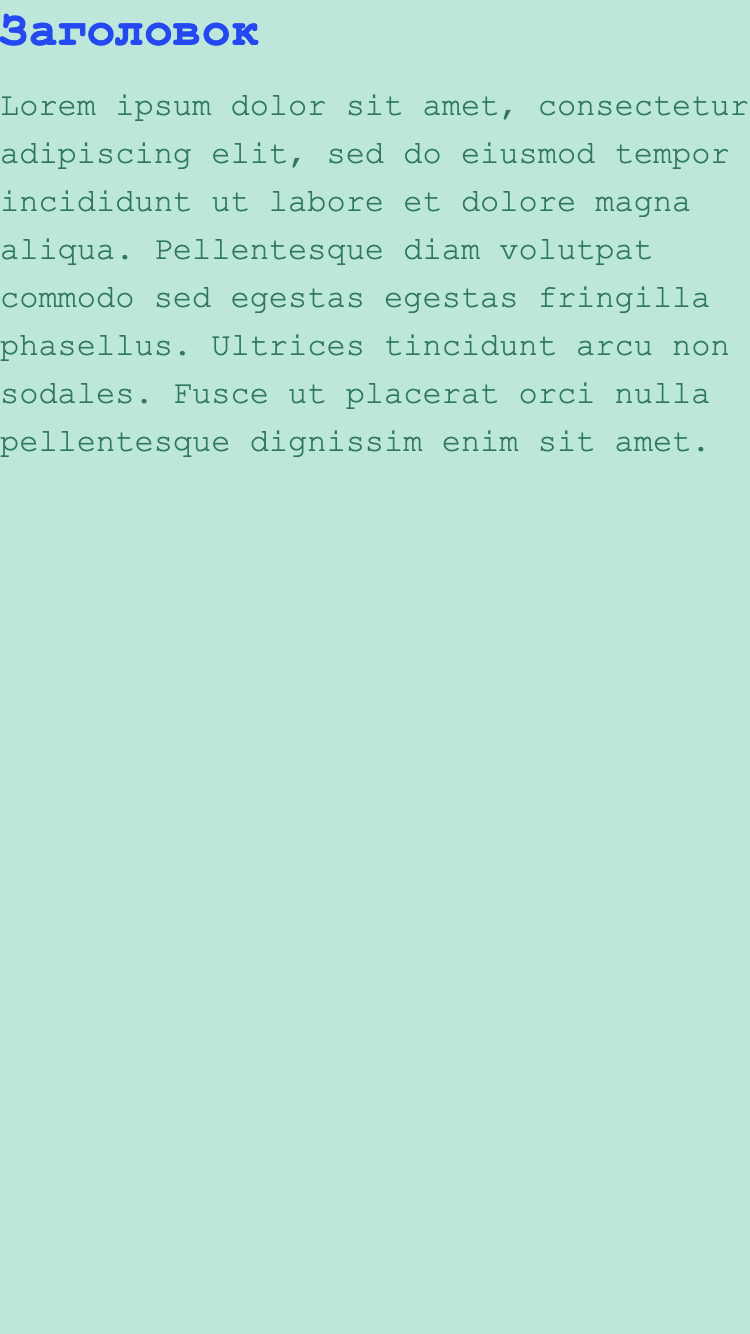 Заголовок
Lorem ipsum dolor sit amet, consectetur
adipiscing elit, sed do eiusmod tempor
incididunt ut labore et dolore magna
aliqua. Pellentesque diam volutpat
commodo sed egestas egestas fringilla
phasellus. Ultrices tincidunt arcu non
sodales. Fusce ut placerat orci nulla
pellentesque dignissim enim sit amet.